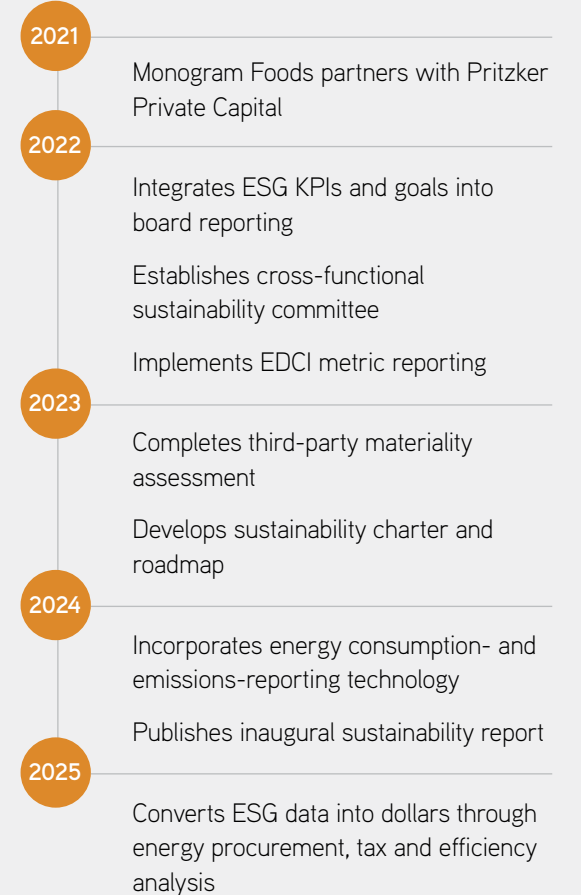 2021
Monogram Foods partners with Pritzker
Private Capital
2022
Integrates ESG KPIs and goals into
board reporting
Establishes cross-functional
sustainability committee
Implements EDCI metric reporting
2023
Completes third-party materiality
assessment
Develops sustainability charter and
roadmap
2024
Incorporates energy consumption- and
emissions-reporting technology
Publishes inaugural sustainability report
2025
Converts ESG data into dollars through
energy procurement, tax and efficiency
analysis